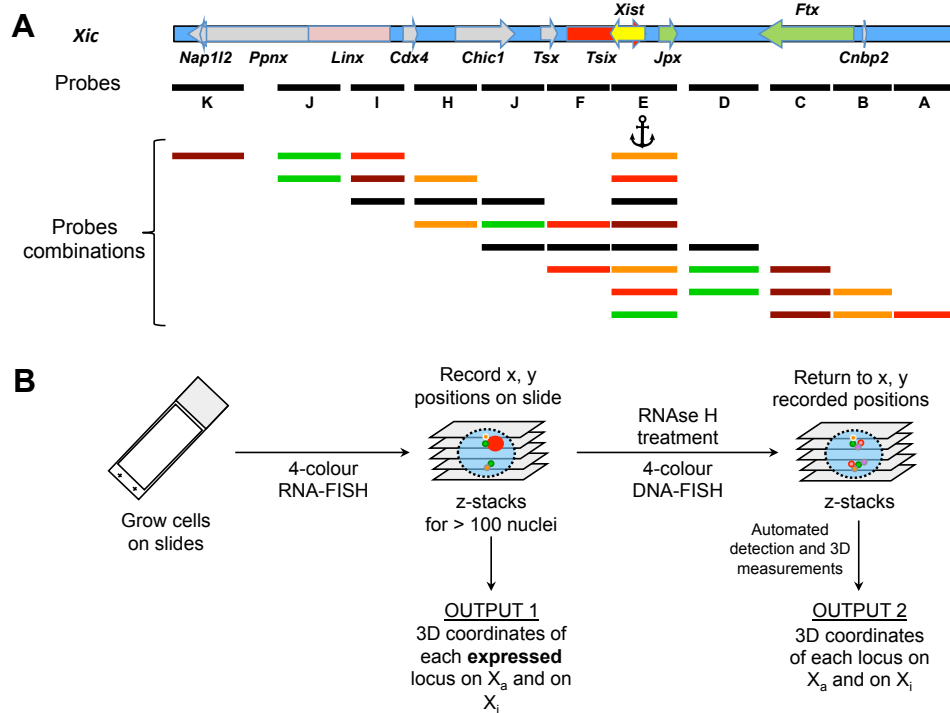 A
Xic
Xist
Ftx
Nap1l2
Ppnx
Linx
Cdx4
Chic1
Tsx
Tsix
Jpx
Cnbp2
Probes
K
J
I
H
J
F
E
D
C
B
A
Probes
combinations
B
Grow cells
on slides
4-colour
RNA-FISH
Record x, y
positions on slide
z-stacks
for > 100 nuclei
OUTPUT 1
3D coordinates of
each expressed
locus on Xa and on
Xi
RNAse H
treatment
4-colour
DNA-FISH
Return to x, y
recorded positions
z-stacks
Automated
detection and 3D
measurements
OUTPUT 2
3D coordinates
of each locus on
Xa and on Xi